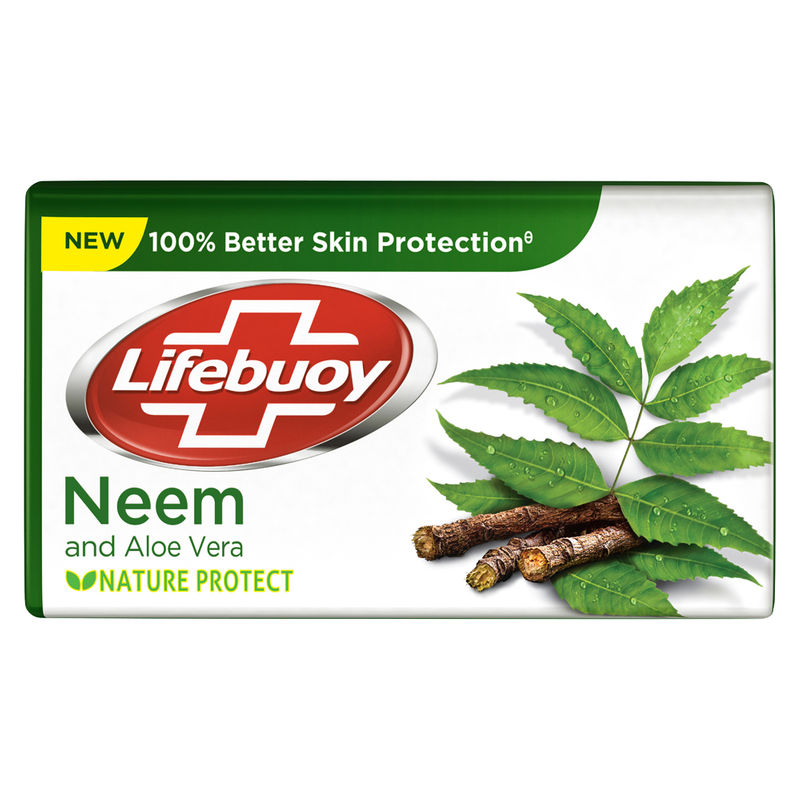 NEW 100% Better Skin Protectionθ
Lifebuoy
Neem
and Aloe Vera
NATURE PROTECT